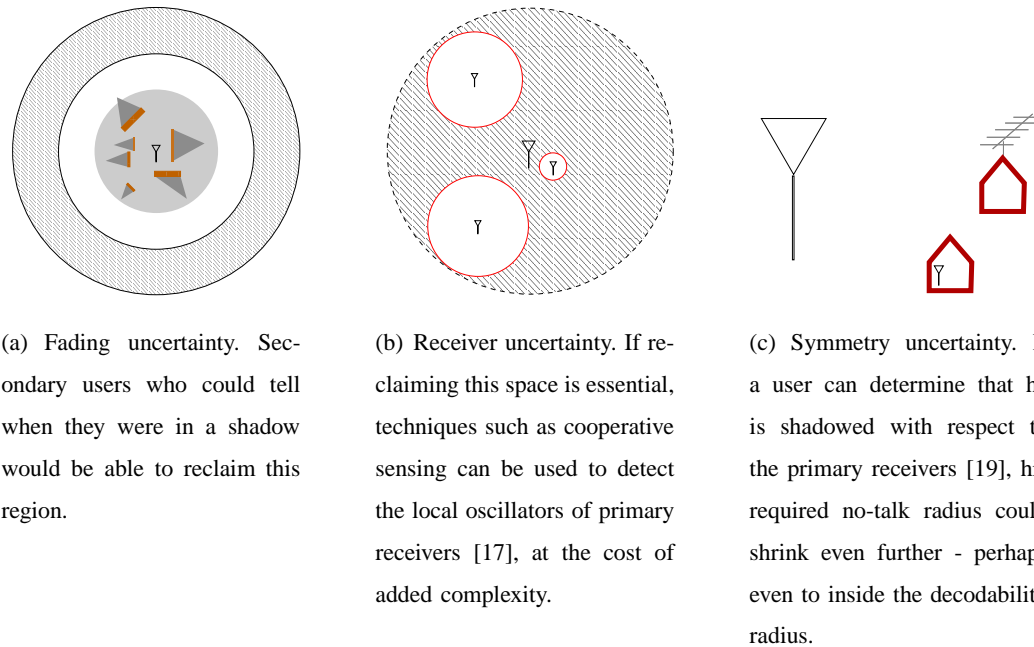 (a) Fading uncertainty. Sec-
ondary users who could tell
when they were in a shadow
would be able to reclaim this
region.
(b) Receiver uncertainty. If re-
claiming this space is essential,
techniques such as cooperative
sensing can be used to detect
the local oscillators of primary
receivers [17], at the cost of
added complexity.
(c) Symmetry uncertainty.
a user can determine that
is shadowed with respect
the primary receivers [19],
required no-talk radius
shrink even further -
even to inside the
radius.